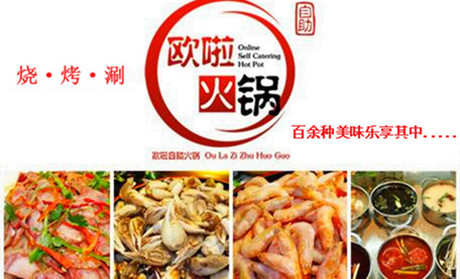 自助
欧啦
Online
Self Catering
Hot Pot
火锅
烧·烤·涮
百余种美味乐享其中.....
欧啦自助火锅 Ou La Zi Zhu Huo Guo